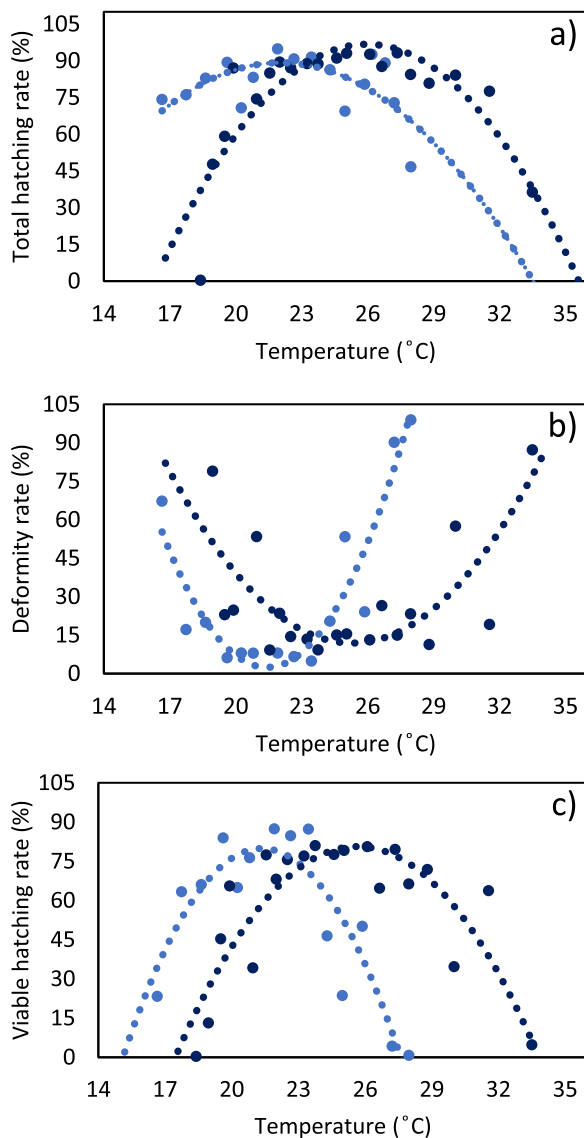 a)
Total hatching rate (%)
105
90
75
60
45
30
15
0
14 17 20 23 26 29 32 35
Temperature (˚C)
b)
Deformity rate (%)
105
90
75
60
45
30
15
0
14 17 20 23 26 29 32 35
Temperature (˚C)
c)
Viable hatching rate (%)
105
90
75
60
45
30
15
0
14 17 20 23 26 29 32 35
Temperature (˚C)